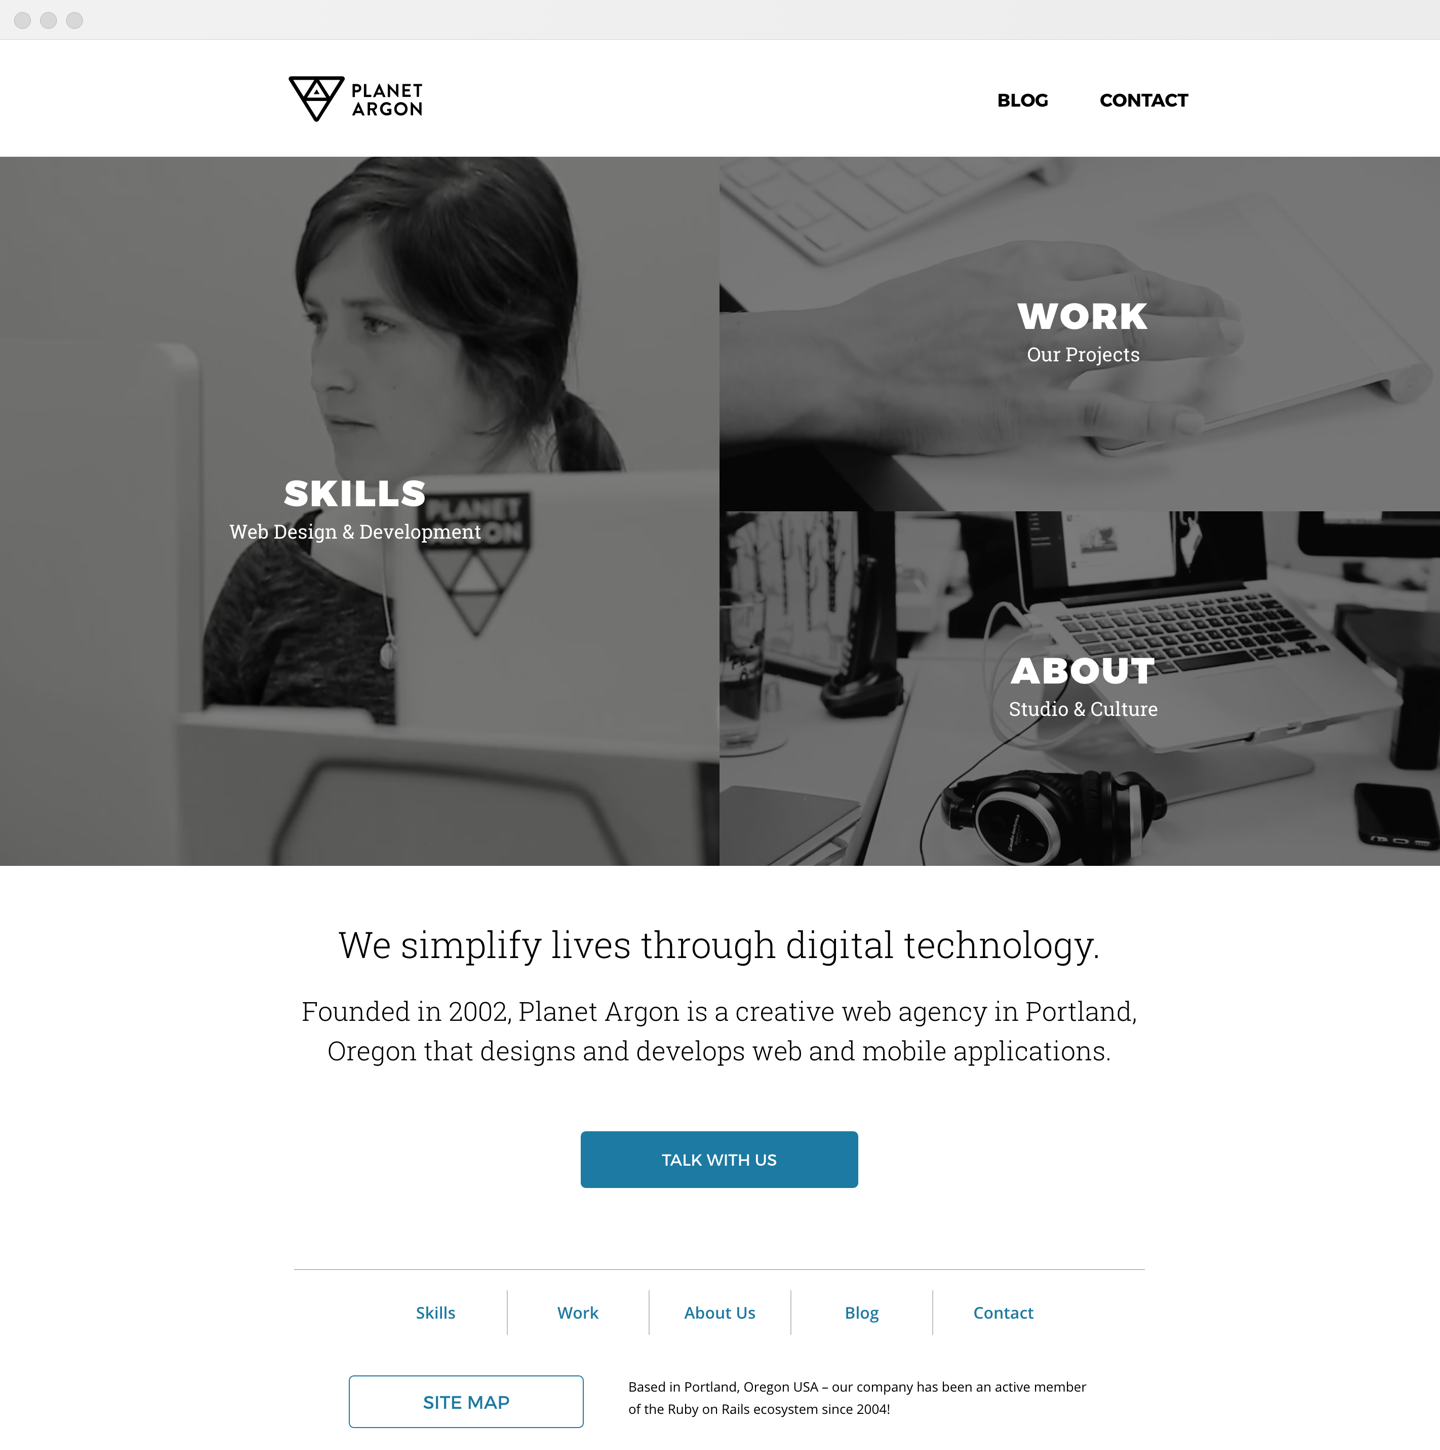 PLANET
ARGON
BLOG
CONTACT
SKILLS
Web Design & Development
PLANET
ARGON
WORK
Our Projects
ABOUT
Studio & Culture
We simplify lives through digital technology.
Founded in 2002, Planet Argon is a creative web agency in Portland,
Oregon that designs and develops web and mobile applications.
TALK WITH US
Skills
Work
About Us
Blog
Contact
SITE MAP
Based in Portland, Oregon USA – our company has been an active member
of the Ruby on Rails ecosystem since 2004!